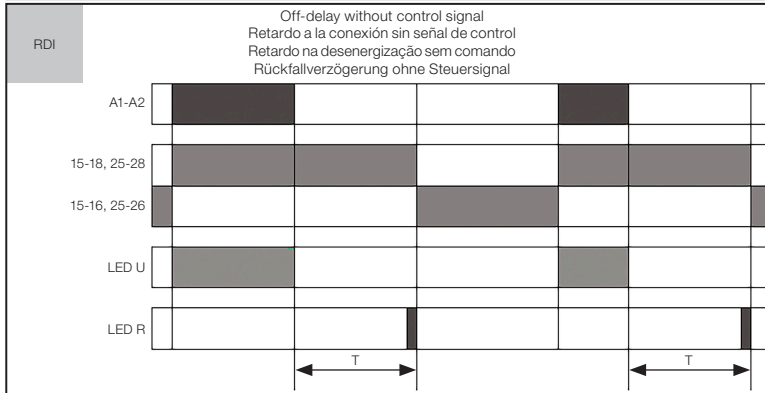 RDI
Off-delay without control signal
Retardo a la conexión sin señal de control
Retardo na desenergização sem comando
Rückfallverzögerung ohne Steuersignal
A1-A2
15-18, 25-28
15-16, 25-26
LED U
LED R
T
T